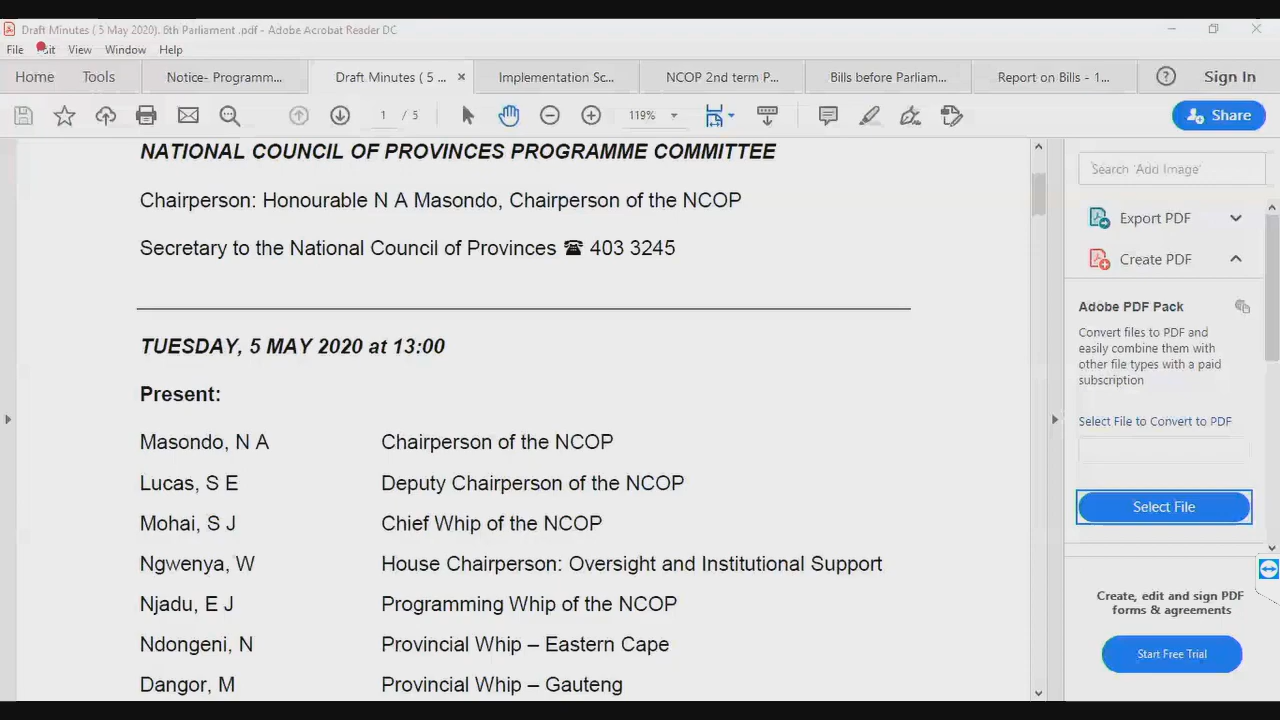 Draft Minutes ( 5 May 2020). 6th Parliament .pdf - Adobe Acrobat Reader DC
File Edit View Window Help
Home Tools Notice- Programm... Draft Minutes ( 5 ... × Implementation Sc... NCOP 2nd term P... Bills before Parliam... Report on Bills - 1... Sign In
1 / 5 119% Share
NATIONAL COUNCIL OF PROVINCES PROGRAMME COMMITTEE
Chairperson: Honourable N A Masondo, Chairperson of the NCOP
Secretary to the National Council of Provinces ☎ 403 3245
TUESDAY, 5 MAY 2020 at 13:00
Present:
Masondo, N A Chairperson of the NCOP
Lucas, S E Deputy Chairperson of the NCOP
Mohai, S J Chief Whip of the NCOP
Ngwenya, W House Chairperson: Oversight and Institutional Support
Njadu, E J Programming Whip of the NCOP
Ndongeni, N Provincial Whip – Eastern Cape
Dangor, M Provincial Whip – Gauteng
Search 'Add Image'
Export PDF
Create PDF
Adobe PDF Pack
Convert files to PDF and
easily combine them with
other file types with a paid
subscription
Select File to Convert to PDF
Select File
Create, edit and sign PDF
forms & agreements
Start Free Trial